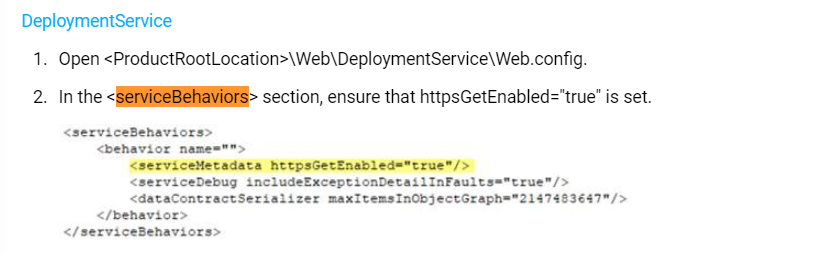 DeploymentService
1. Open <ProductRootLocation>\Web\DeploymentService\Web.config.
2. In the <serviceBehaviors> section, ensure that httpsGetEnabled="true" is set.
<serviceBehaviors>
<behavior name="">
<serviceMetadata httpsGetEnabled="true"/>
<serviceDebug includeExceptionDetailInFaults="true"/>
<dataContractSerializer maxItemsInObjectGraph="2147483647"/>
</behavior>
</serviceBehaviors>